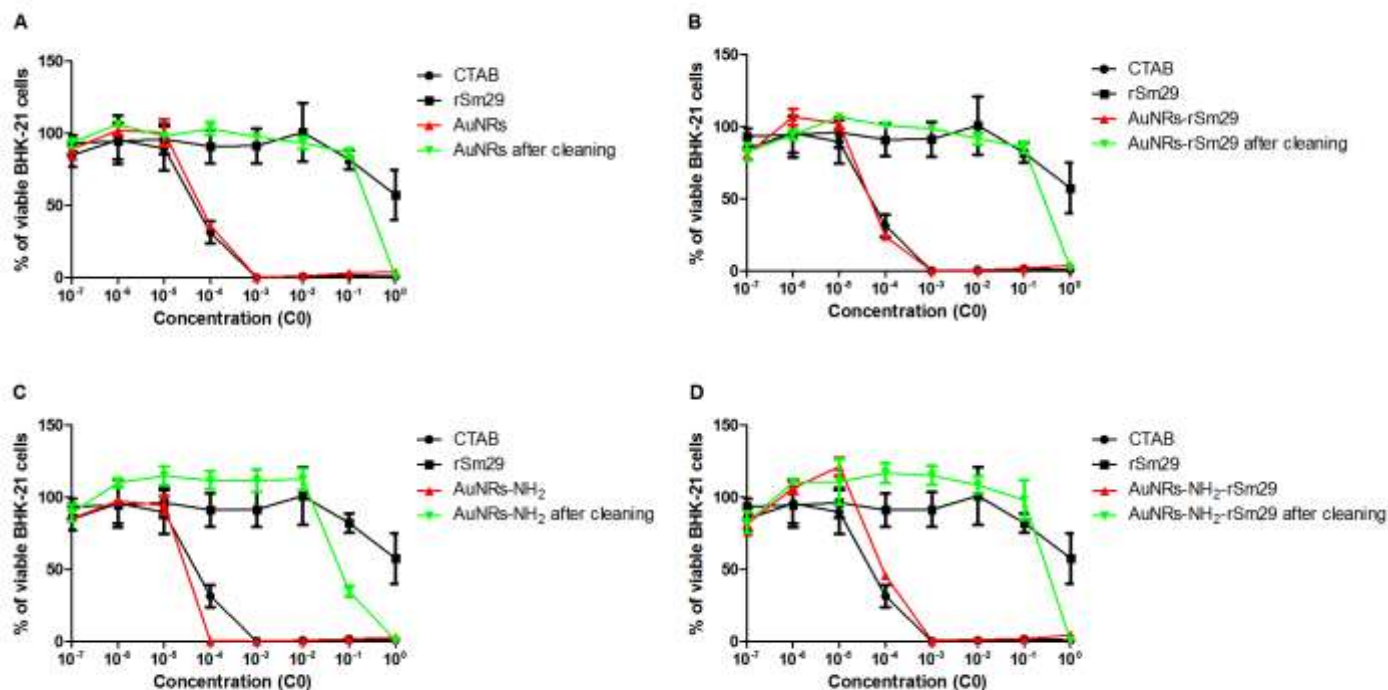 A
% of viable BHK-21 cells
150
100
50
0
10⁻⁷ 10⁻⁶ 10⁻⁵ 10⁻⁴ 10⁻³ 10⁻² 10⁻¹ 10⁰
Concentration (C0)
CTAB
rSm29
AuNRs
AuNRs after cleaning
B
% of viable BHK-21 cells
150
100
50
0
10⁻⁷ 10⁻⁶ 10⁻⁵ 10⁻⁴ 10⁻³ 10⁻² 10⁻¹ 10⁰
Concentration (C0)
CTAB
rSm29
AuNRs-rSm29
AuNRs-rSm29 after cleaning
C
% of viable BHK-21 cells
150
100
50
0
10⁻⁷ 10⁻⁶ 10⁻⁵ 10⁻⁴ 10⁻³ 10⁻² 10⁻¹ 10⁰
Concentration (C0)
CTAB
rSm29
AuNRs-NH₂
AuNRs-NH₂ after cleaning
D
% of viable BHK-21 cells
150
100
50
0
10⁻⁷ 10⁻⁶ 10⁻⁵ 10⁻⁴ 10⁻³ 10⁻² 10⁻¹ 10⁰
Concentration (C0)
CTAB
rSm29
AuNRs-NH₂-rSm29
AuNRs-NH₂-rSm29 after cleaning